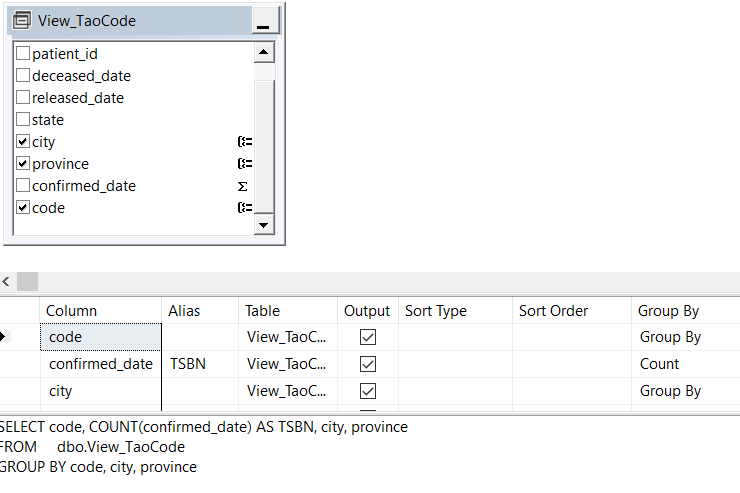 View_TaoCode
patient_id
deceased_date
released_date
state
city
province
confirmed_date Σ
code
Column Alias Table Output Sort Type Sort Order Group By
code View_TaoC... Group By
confirmed_date TSBN View_TaoC... Count
city View_TaoC... Group By
SELECT code, COUNT(confirmed_date) AS TSBN, city, province
FROM dbo.View_TaoCode
GROUP BY code, city, province